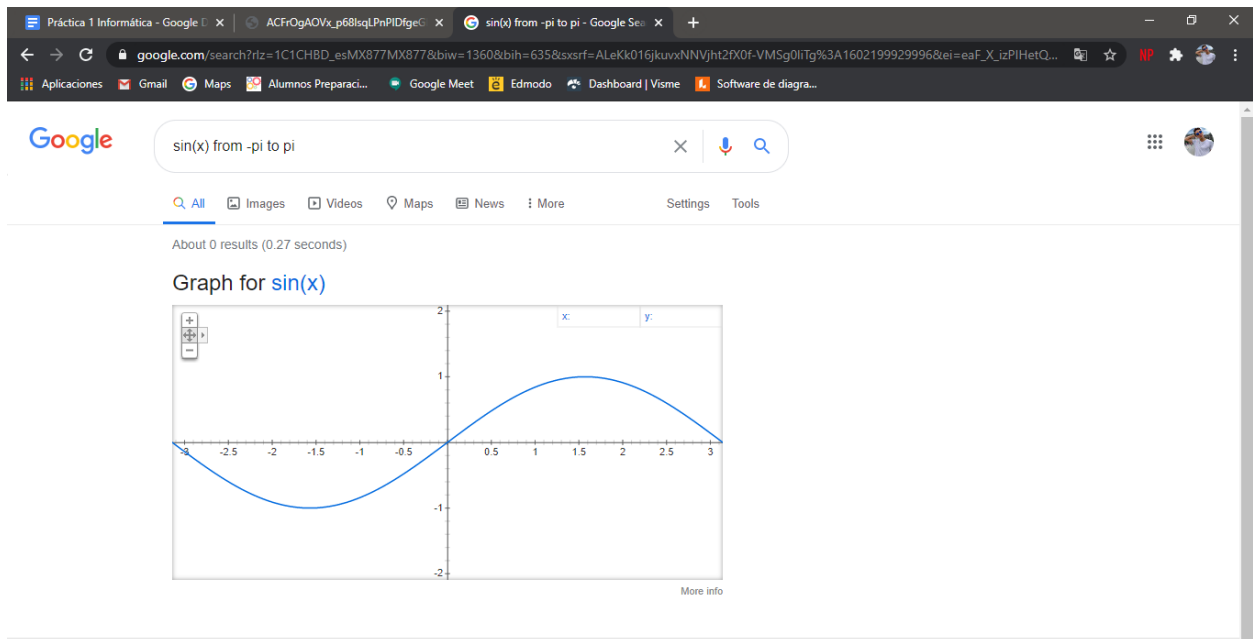 Práctica 1 Informática - Google D
ACFrOgAOVx_p68lsqLPnPIDfgeG
sin(x) from -pi to pi - Google Sea
google.com/search?rlz=1C1CHBD_esMX877MX877&biw=1360&bih=635&sxsrf=ALeKk016jkuvxNNVjht2fX0f-VMSg0liTg%3A1602199929996&ei=eaF_X_izPIHetQ...
NP
Aplicaciones Gmail Maps Alumnos Preparaci... Google Meet Edmodo Dashboard | Visme Software de diagra...
Google
sin(x) from -pi to pi
All Images Videos Maps News More Settings Tools
About 0 results (0.27 seconds)
Graph for sin(x)
2
x: y:
1
-3 -2.5 -2 -1.5 -1 -0.5 0.5 1 1.5 2 2.5 3
-1
-2
More info